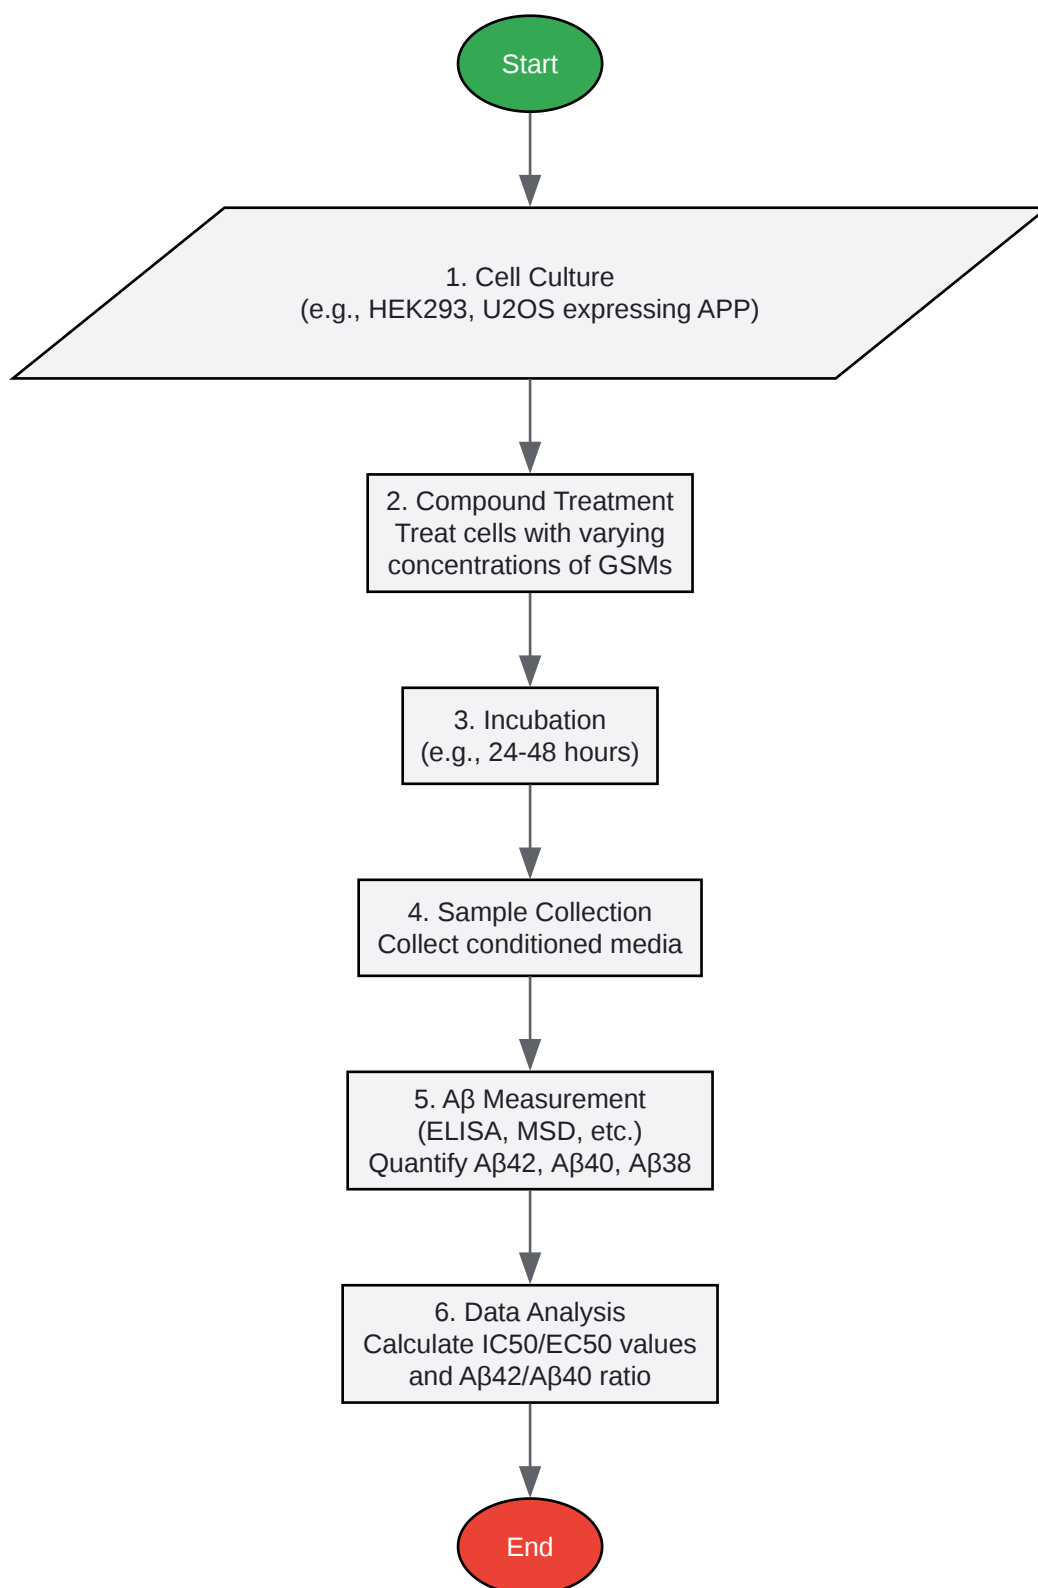 Start
1. Cell Culture
(e.g., HEK293, U2OS expressing APP)
2. Compound Treatment
Treat cells with varying
concentrations of GSMs
3. Incubation
(e.g., 24-48 hours)
4. Sample Collection
Collect conditioned media
5. Aβ Measurement
(ELISA, MSD, etc.)
Quantify Aβ42, Aβ40, Aβ38
6. Data Analysis
Calculate IC50/EC50 values
and Aβ42/Aβ40 ratio
End